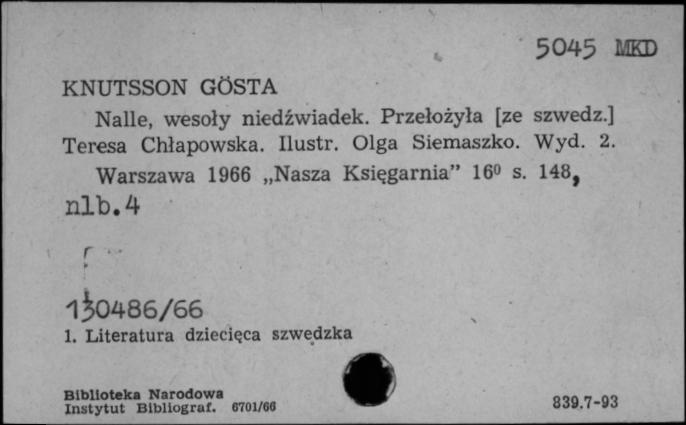 5045 MKD
KNUTSSON GÖSTA
Nalle, wesoły niedźwiadek. Przełożyła [ze szwedz.]
Teresa Chłapowska. Ilustr. Olga Siemaszko. Wyd. 2.
Warszawa 1966 „Nasza Księgarnia” 16⁰ s. 148,
nlb.4
130486/66
1. Literatura dziecięca szwedzka
Biblioteka Narodowa
Instytut Bibliograf. 6701/66
839.7-93